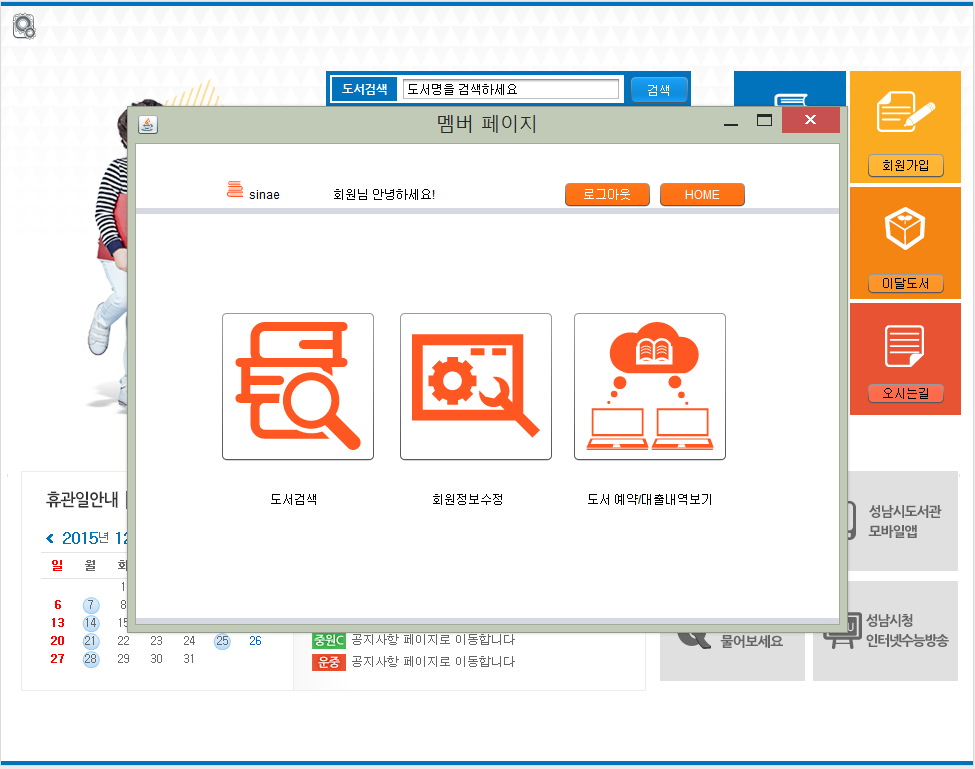 도서검색 도서명을 검색하세요 검색
멤버 페이지
sinae 회원님 안녕하세요! 로그아웃 HOME
회원가입
이달도서
오시는길
도서검색 회원정보수정 도서 예약/대출내역보기
휴관일안내
2015년 12
일 월 화
1
6 7 8
13 14 15
20 21 22 23 24 25 26
27 28 29 30 31
중원C 공지사항 페이지로 이동합니다
운중 공지사항 페이지로 이동합니다
성남시도서관
모바일앱
물어보세요
성남시청
인터넷수능방송